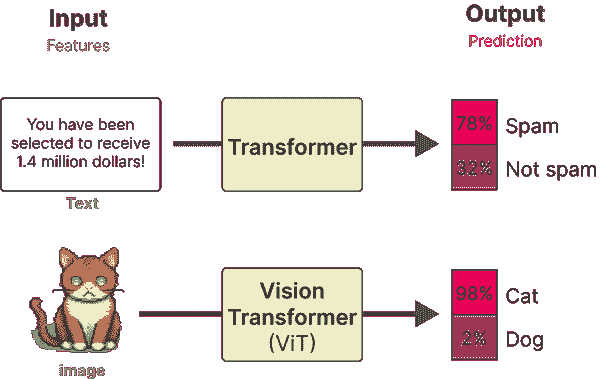 Input
Features
Output
Prediction
You have been
selected to receive
1.4 million dollars!
Text
Transformer
78%
Spam
32%
Not spam
image
Vision
Transformer
(ViT)
98%
Cat
2%
Dog